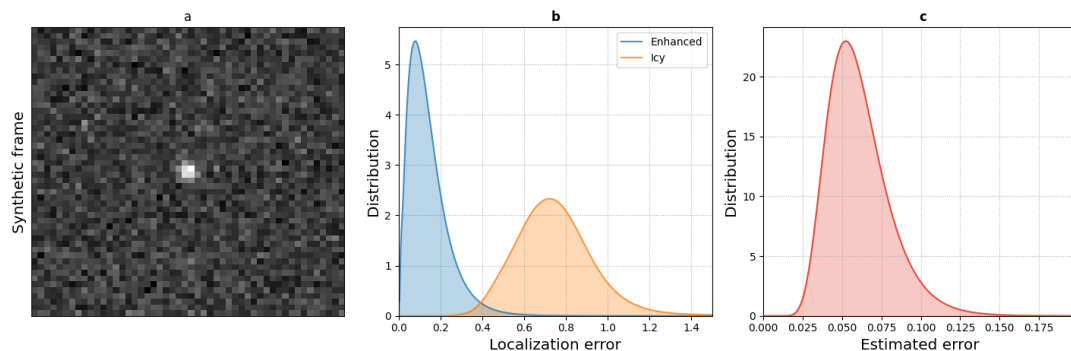 a
b
c
Synthetic frame
Distribution
5
4
3
2
1
0
0.0 0.2 0.4 0.6 0.8 1.0 1.2 1.4
Localization error
Enhanced
Icy
Distribution
20
15
10
5
0
0.000 0.025 0.050 0.075 0.100 0.125 0.150 0.175
Estimated error